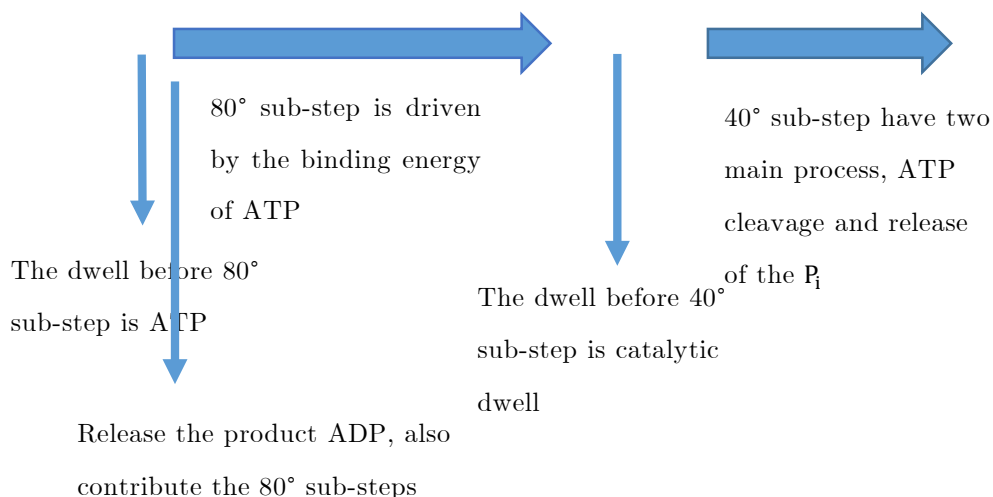 80° sub-step is driven
by the binding energy
of ATP
40° sub-step have two
main process, ATP
cleavage and release
of the Pi
The dwell before 80°
sub-step is ATP
The dwell before 40°
sub-step is catalytic
dwell
Release the product ADP, also
contribute the 80° sub-steps